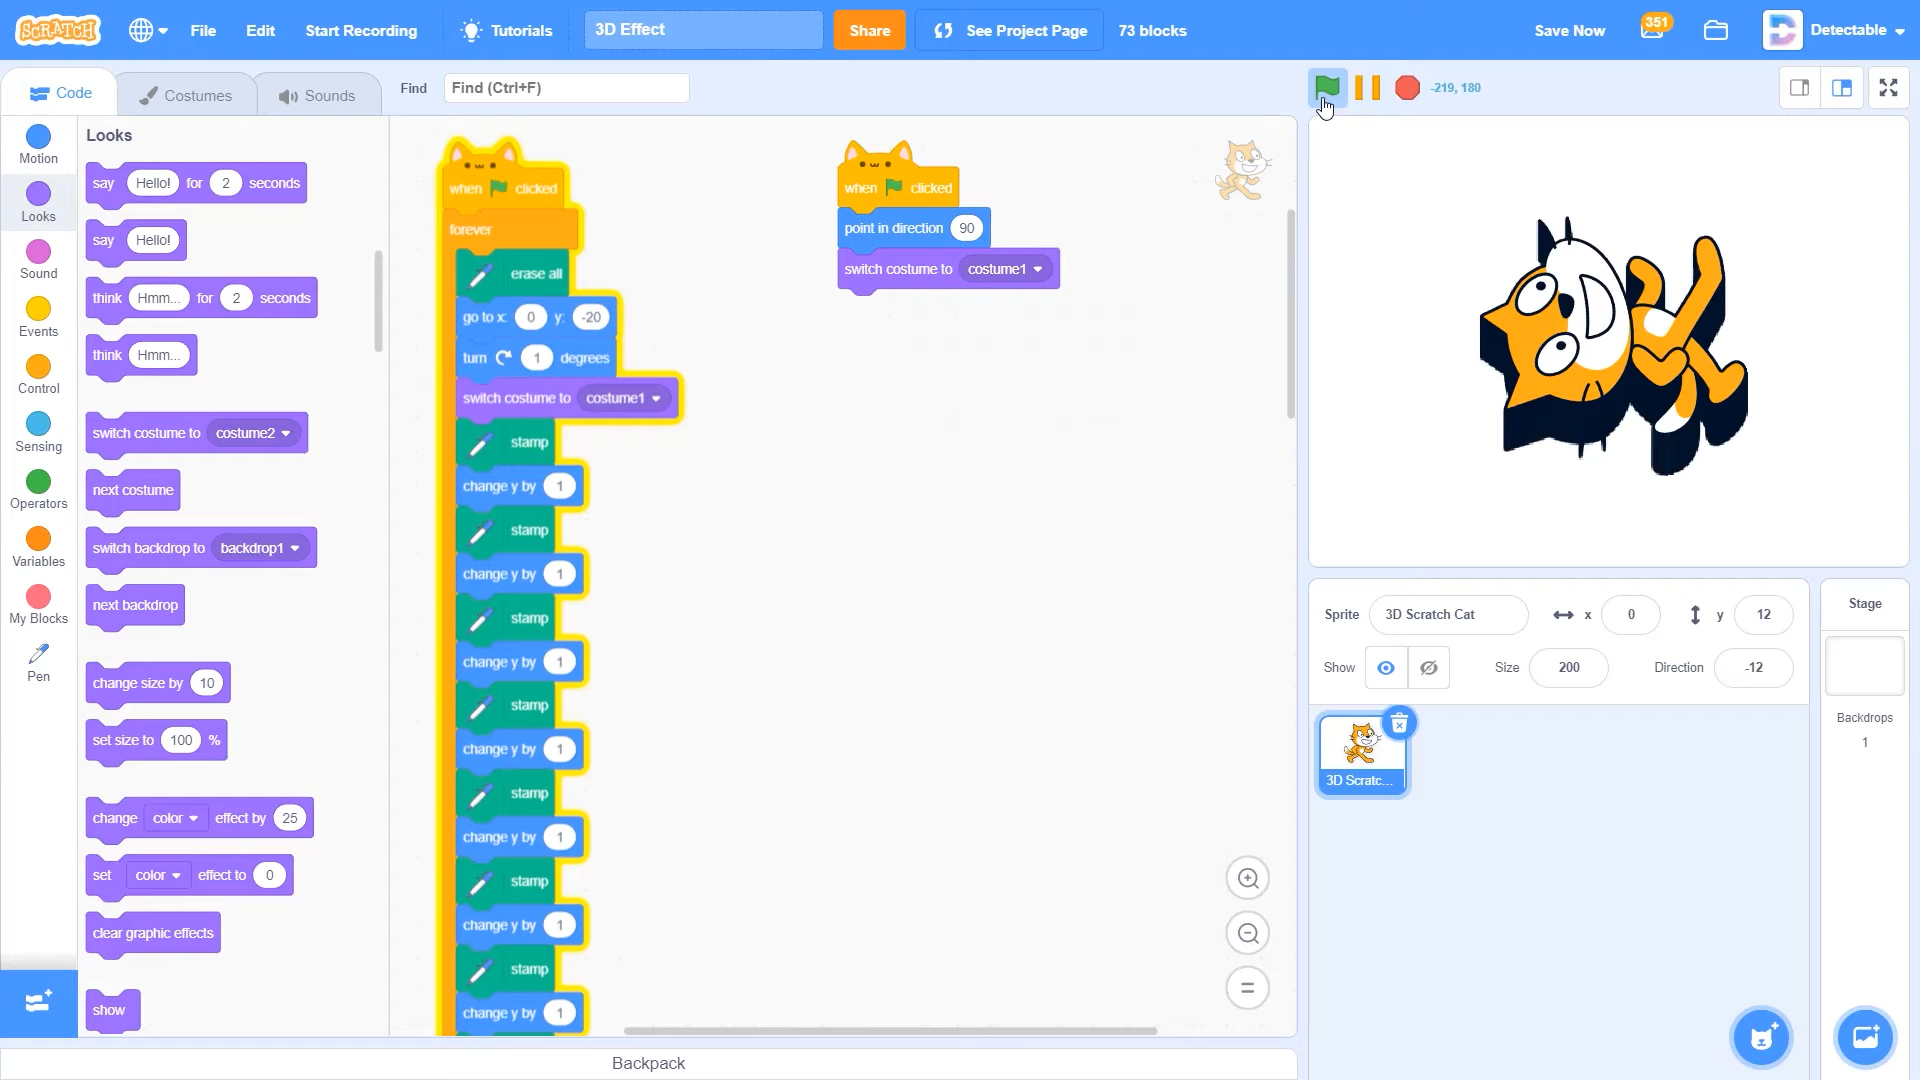 SCRATCH
File
Edit
Start Recording
Tutorials
3D Effect
Share
See Project Page
73 blocks
Save Now
351
Detectable
Code
Costumes
Sounds
Find
Find (Ctrl+F)
-219, 180
Motion
Looks
Sound
Events
Control
Sensing
Operators
Variables
My Blocks
Pen
Looks
say Hello! for 2 seconds
say Hello!
think Hmm... for 2 seconds
think Hmm...
switch costume to costume2
next costume
switch backdrop to backdrop1
next backdrop
change size by 10
set size to 100 %
change color effect by 25
set color effect to 0
clear graphic effects
show
when clicked
forever
erase all
go to x: 0 y: -20
turn 1 degrees
switch costume to costume1
stamp
change y by 1
stamp
change y by 1
stamp
change y by 1
stamp
change y by 1
stamp
change y by 1
stamp
change y by 1
stamp
change y by 1
when clicked
point in direction 90
switch costume to costume1
Sprite 3D Scratch Cat x 0 y 12
Show Size 200 Direction -12
3D Scratc...
Stage
Backdrops
1
Backpack